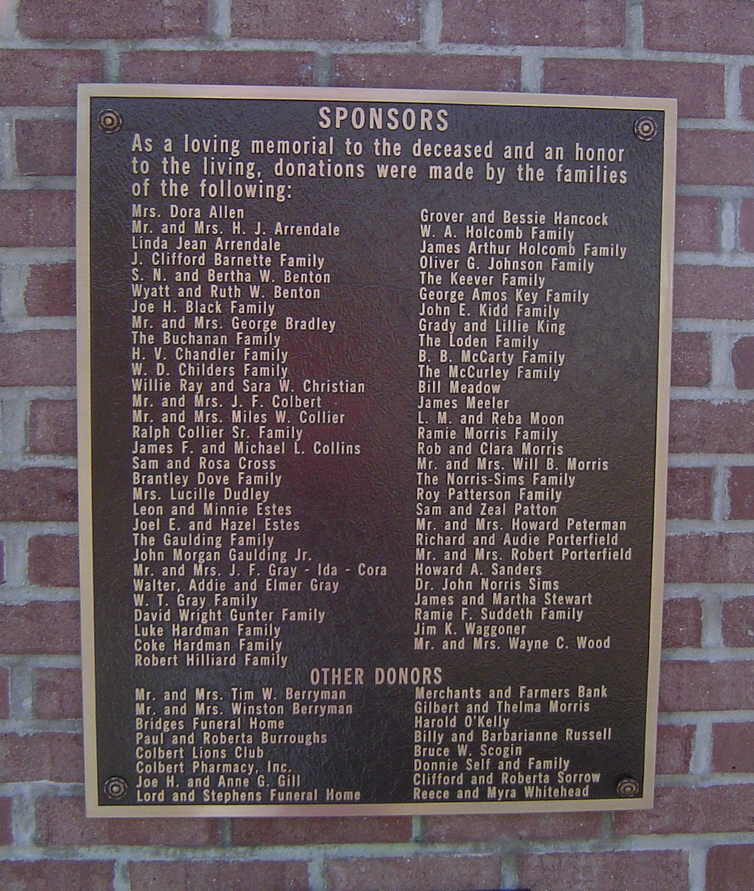 SPONSORS
As a loving memorial to the deceased and an honor
to the living, donations were made by the families
of the following:
Mrs. Dora Allen
Mr. and Mrs. H. J. Arrendale
Linda Jean Arrendale
J. Clifford Barnette Family
S. N. and Bertha W. Benton
Wyatt and Ruth W. Benton
Joe H. Black Family
Mr. and Mrs. George Bradley
The Buchanan Family
H. V. Chandler Family
W. D. Childers Family
Willie Ray and Sara W. Christian
Mr. and Mrs. J. F. Colbert
Mr. and Mrs. Miles W. Collier
Ralph Collier Sr. Family
James F. and Michael L. Collins
Sam and Rosa Cross
Brantley Dove Family
Mrs. Lucille Dudley
Leon and Minnie Estes
Joel E. and Hazel Estes
The Gaulding Family
John Morgan Gaulding Jr.
Mr. and Mrs. J. F. Gray - Ida - Cora
Walter, Addie and Elmer Gray
W. T. Gray Family
David Wright Gunter Family
Luke Hardman Family
Coke Hardman Family
Robert Hilliard Family
Grover and Bessie Hancock
W. A. Holcomb Family
James Arthur Holcomb Family
Oliver G. Johnson Family
The Keever Family
George Amos Key Family
John E. Kidd Family
Grady and Lillie King
The Loden Family
B. B. McCarty Family
The McCurley Family
Bill Meadow
James Meeler
L. M. and Reba Moon
Ramie Morris Family
Rob and Clara Morris
Mr. and Mrs. Will B. Morris
The Norris-Sims Family
Roy Patterson Family
Sam and Zeal Patton
Mr. and Mrs. Howard Peterman
Richard and Audie Porterfield
Mr. and Mrs. Robert Porterfield
Howard A. Sanders
Dr. John Norris Sims
James and Martha Stewart
Ramie F. Suddeth Family
Jim K. Waggoner
Mr. and Mrs. Wayne C. Wood
OTHER DONORS
Mr. and Mrs. Tim W. Berryman
Mr. and Mrs. Winston Berryman
Bridges Funeral Home
Paul and Roberta Burroughs
Colbert Lions Club
Colbert Pharmacy, Inc.
Joe H. and Anne G. Gill
Lord and Stephens Funeral Home
Merchants and Farmers Bank
Gilbert and Thelma Morris
Harold O'Kelly
Billy and Barbarianne Russell
Bruce W. Scogin
Donnie Self and Family
Clifford and Roberta Sorrow
Reece and Myra Whitehead